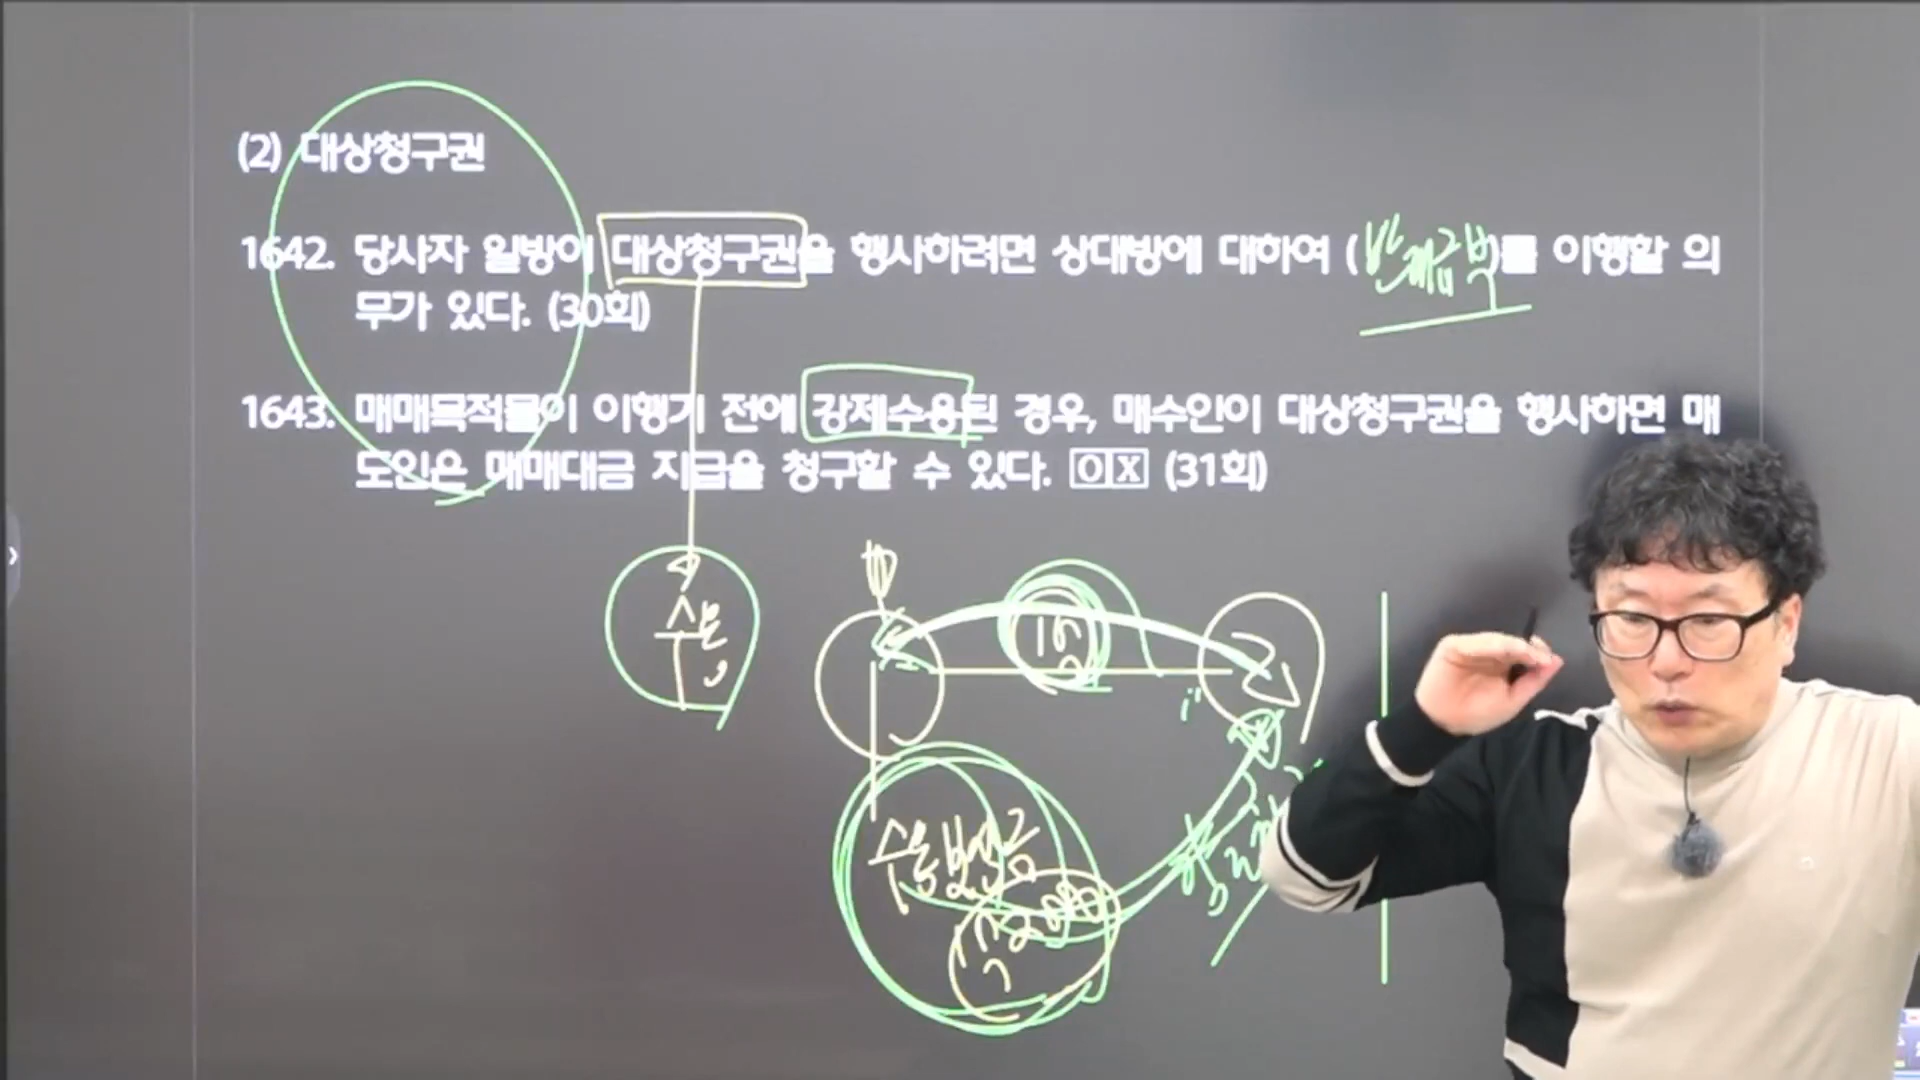 (2) 대상청구권
1642. 당사자 일방이 대상청구권을 행사하려면 상대방에 대하여 (반대급부)를 이행할 의
무가 있다. (30회)
1643. 매매목적물이 이행기 전에 강제수용된 경우, 매수인이 대상청구권을 행사하면 매
도인은 매매대금 지급을 청구할 수 있다. O X (31회)
수용
1억
수용보상금